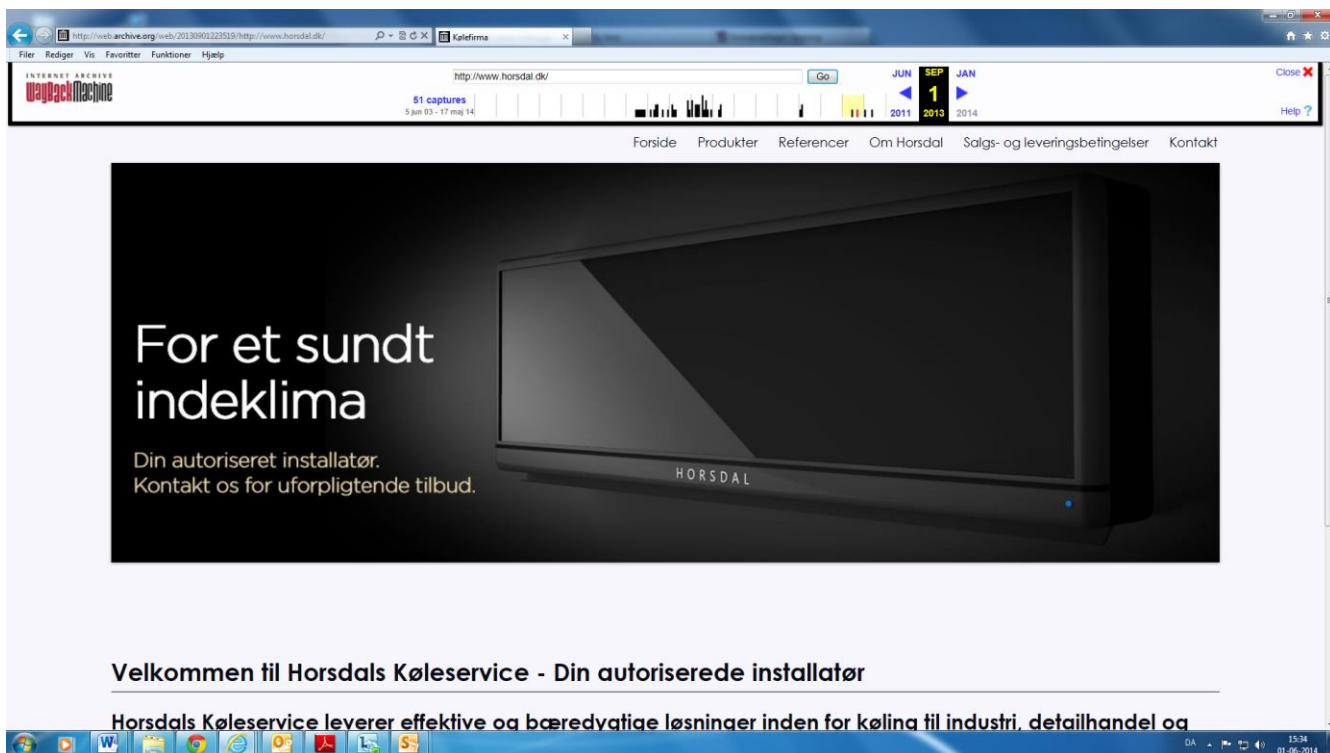 http://web.archive.org/web/20130901223519/http://www.horsdal.dk/
Kølefirma
Filer Rediger Vis Favoritter Funktioner Hjælp
INTERNET ARCHIVE
WayBackMachine
http://www.horsdal.dk/
Go
JUN SEP JAN
Close
51 captures
5 jun 03 - 17 maj 14
1
2011 2013 2014
Help ?
Forside Produkter Referencer Om Horsdal Salgs- og leveringsbetingelser Kontakt
For et sundt
indeklima
Din autoriseret installatør.
Kontakt os for uforpligtende tilbud.
HORSDAL
Velkommen til Horsdals Køleservice - Din autoriserede installatør
Horsdals Køleservice leverer effektive og bæredygtige løsninger inden for køling til industri, detailhandel og
DA
15:34
01-06-2014